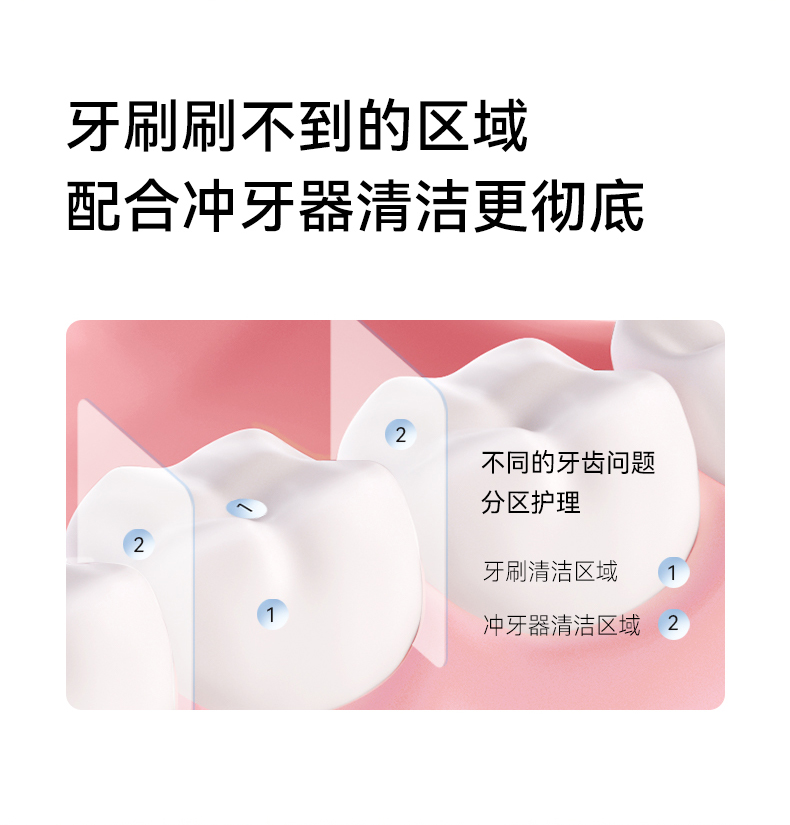 牙刷刷不到的区域
配合冲牙器清洁更彻底
2
2
1
1
不同的牙齿问题
分区护理
牙刷清洁区域 1
冲牙器清洁区域 2